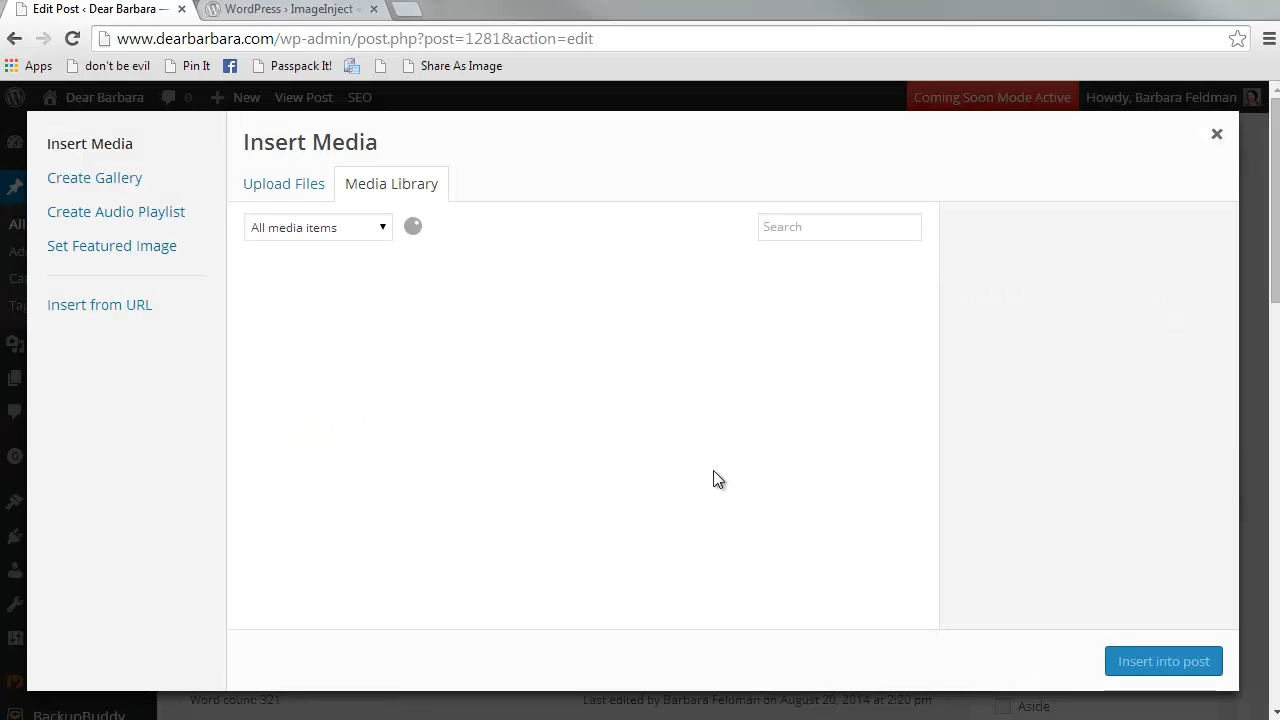 Edit Post ‹ Dear Barbara —
WordPress › ImageInject «
www.dearbarbara.com/wp-admin/post.php?post=1281&action=edit
Apps
don't be evil
Pin It
Passpack It!
Share As Image
Dear Barbara
0
New
View Post
SEO
Coming Soon Mode Active
Howdy, Barbara Feldman
Insert Media
Create Gallery
Create Audio Playlist
Set Featured Image
Insert from URL
Insert Media
Upload Files
Media Library
All media items
Search
All
Insert into post
Word count: 321
Last edited by Barbara Feldman on August 20, 2014 at 2:20 pm
Aside
BackupBuddy